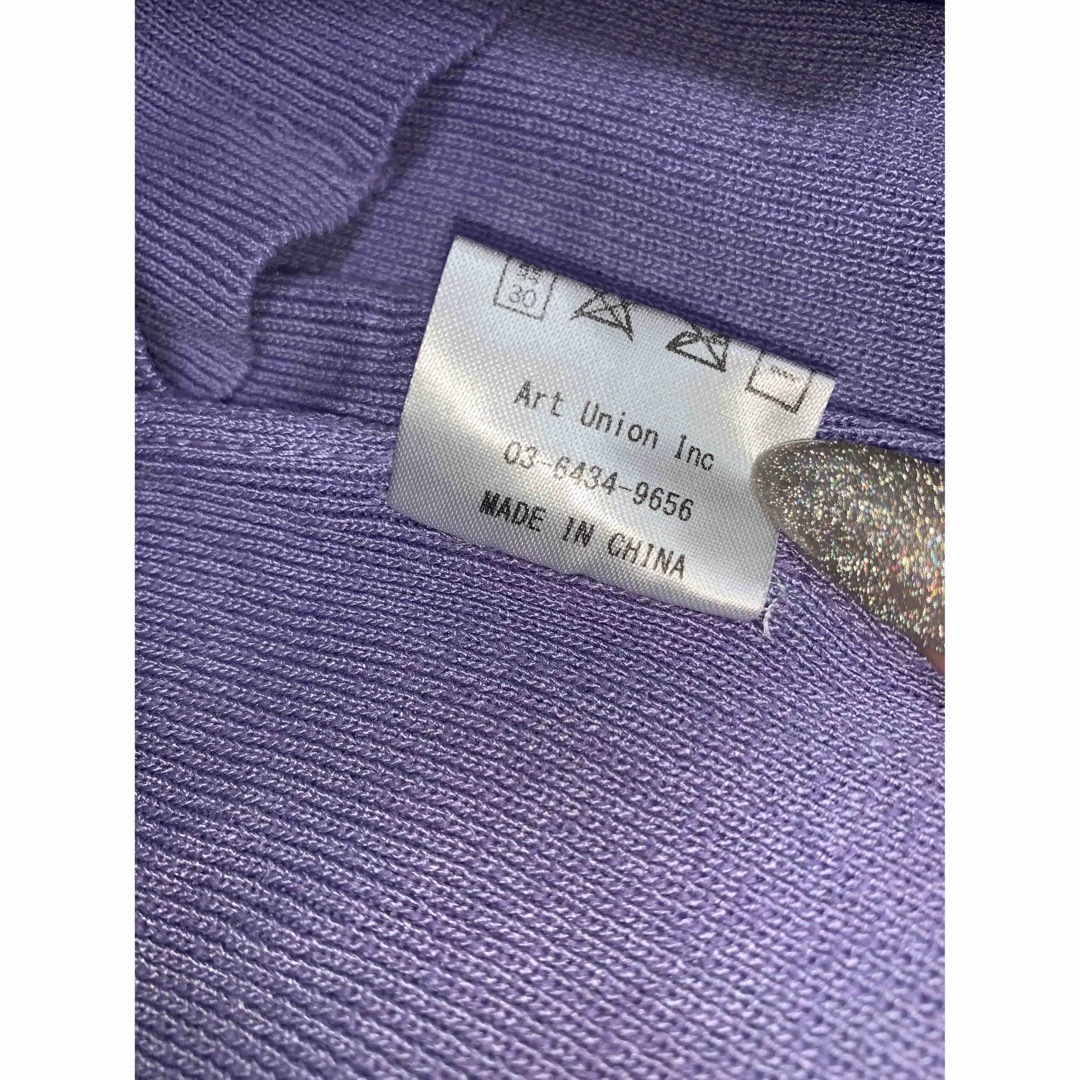 30
Art Union Inc
03-6434-9656
MADE IN CHINA